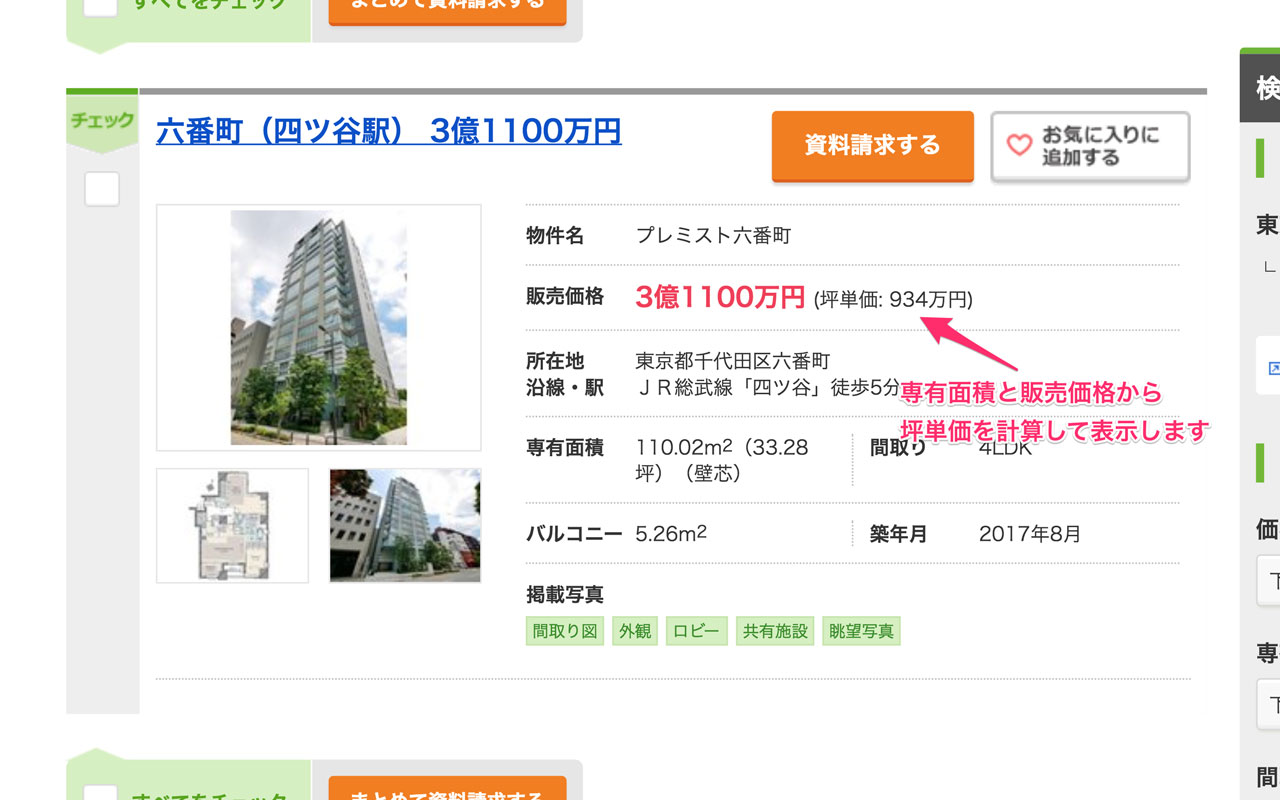 すべてをチェック
まとめて資料請求する
検
チェック
六番町（四ツ谷駅） 3億1100万円
資料請求する
お気に入りに
追加する
物件名
プレミスト六番町
東
販売価格
3億1100万円 (坪単価: 934万円)
所在地
東京都千代田区六番町
沿線・駅
ＪＲ総武線「四ツ谷」徒歩5分
専有面積と販売価格から
坪単価を計算して表示します
専有面積
110.02m2（33.28
坪）（壁芯）
間取り
4LDK
バルコニー
5.26m2
築年月
2017年8月
価
掲載写真
間取り図
外観
ロビー
共有施設
眺望写真
専
間
すべてをチェック
まとめて資料請求する